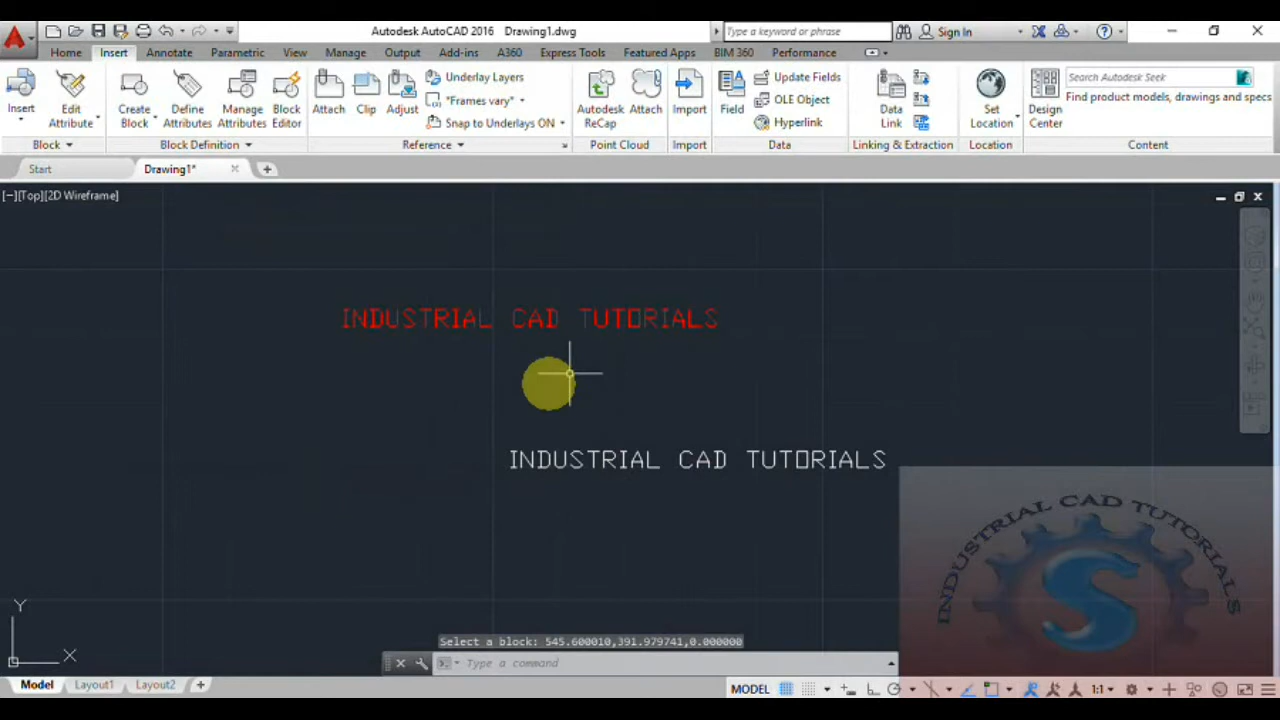 Autodesk AutoCAD 2016 Drawing1.dwg
Type a keyword or phrase
Sign In
Home Insert Annotate Parametric View Manage Output Add-ins A360 Express Tools Featured Apps BIM 360 Performance
Insert
Edit Attribute
Create Block
Define Attributes
Manage Attributes
Block Editor
Attach
Clip
Adjust
Underlay Layers
*Frames vary*
Snap to Underlays ON
Autodesk ReCap
Attach
Import
Field
Update Fields
OLE Object
Hyperlink
Data Link
Set Location
Design Center
Search Autodesk Seek
Find product models, drawings and specs
Block
Block Definition
Reference
Point Cloud
Import
Data
Linking & Extraction
Location
Content
Start
Drawing1*
[−][Top][2D Wireframe]
INDUSTRIAL CAD TUTORIALS
INDUSTRIAL CAD TUTORIALS
INDUSTRIAL CAD TUTORIALS
S
Y
X
Select a block: 545.600010,391.979741,0.000000
Type a command
Model Layout1 Layout2
MODEL
1:1